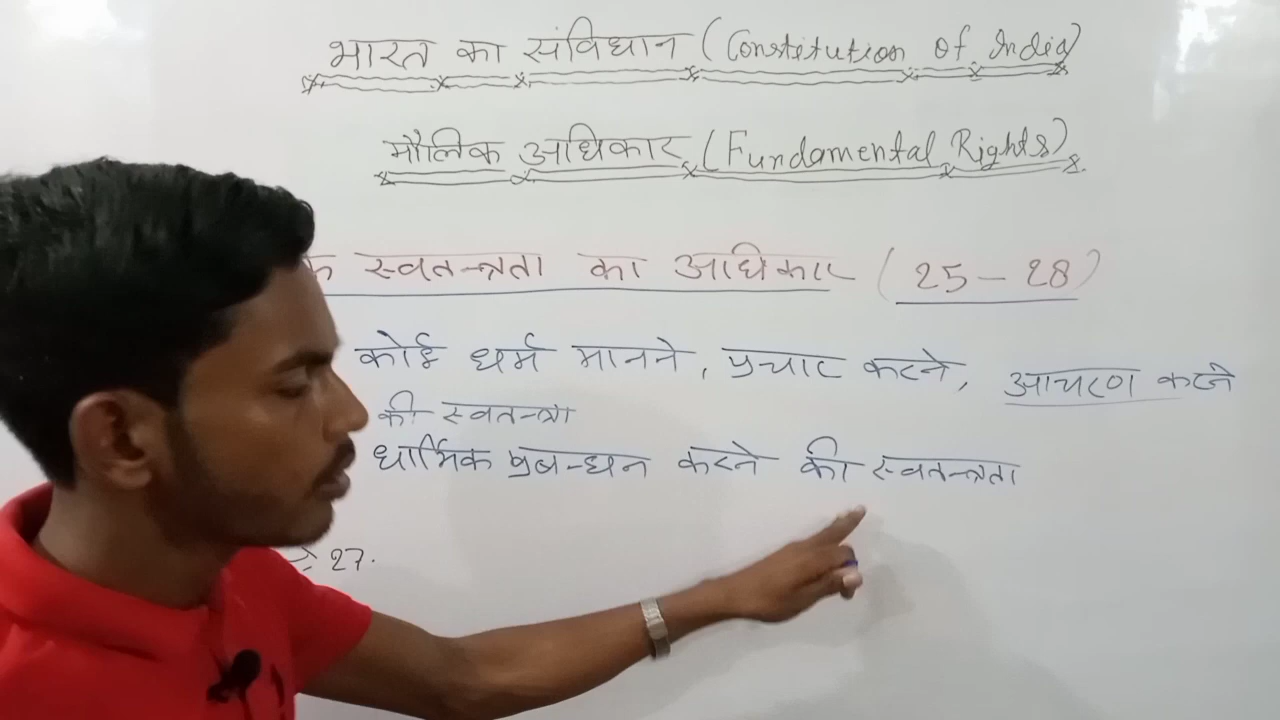 भारत का संविधान (Constitution of India)
मौलिक अधिकार (Fundamental Rights)
क स्वतन्त्रता का अधिकार (25-28)
कोई धर्म मानने, प्रचार करने, आचरण करने
की स्वतन्त्रा
धार्मिक प्रबन्धन करने की स्वतन्त्रता
27.